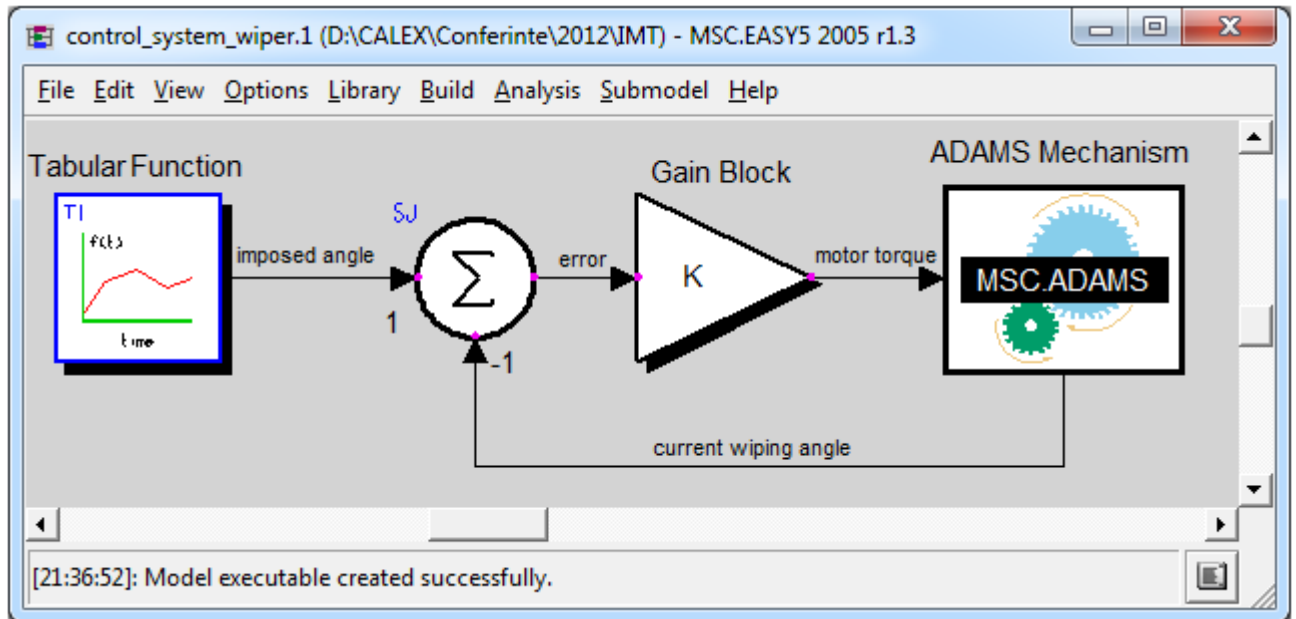 control_system_wiper.1 (D:\CALEX\Conferinte\2012\IMT) - MSC.EASY5 2005 r1.3
File Edit View Options Library Build Analysis Submodel Help
Tabular Function
Gain Block
ADAMS Mechanism
TI
f(t)
time
imposed angle
SJ
Σ
1
-1
error
K
motor torque
MSC.ADAMS
current wiping angle
[21:36:52]: Model executable created successfully.